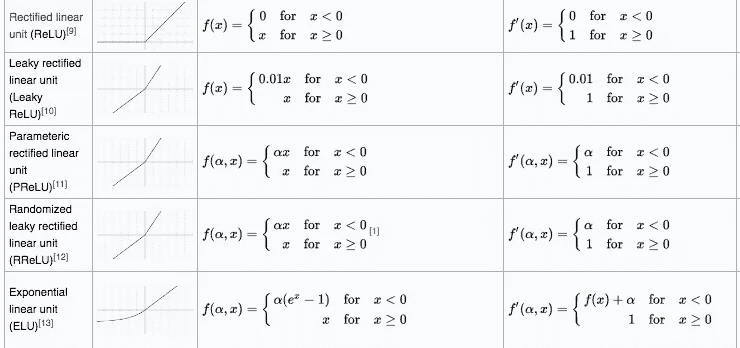 Rectified linear
unit (ReLU)[9]
f(x) = { 0 for x < 0
x for x ≥ 0
f′(x) = { 0 for x < 0
1 for x ≥ 0
Leaky rectified
linear unit
(Leaky
ReLU)[10]
f(x) = { 0.01x for x < 0
x for x ≥ 0
f′(x) = { 0.01 for x < 0
1 for x ≥ 0
Parameteric
rectified linear
unit
(PReLU)[11]
f(α, x) = { αx for x < 0
x for x ≥ 0
f′(α, x) = { α for x < 0
1 for x ≥ 0
Randomized
leaky rectified
linear unit
(RReLU)[12]
f(α, x) = { αx for x < 0 [1]
x for x ≥ 0
f′(α, x) = { α for x < 0
1 for x ≥ 0
Exponential
linear unit
(ELU)[13]
f(α, x) = { α(eˣ − 1) for x < 0
x for x ≥ 0
f′(α, x) = { f(x) + α for x < 0
1 for x ≥ 0